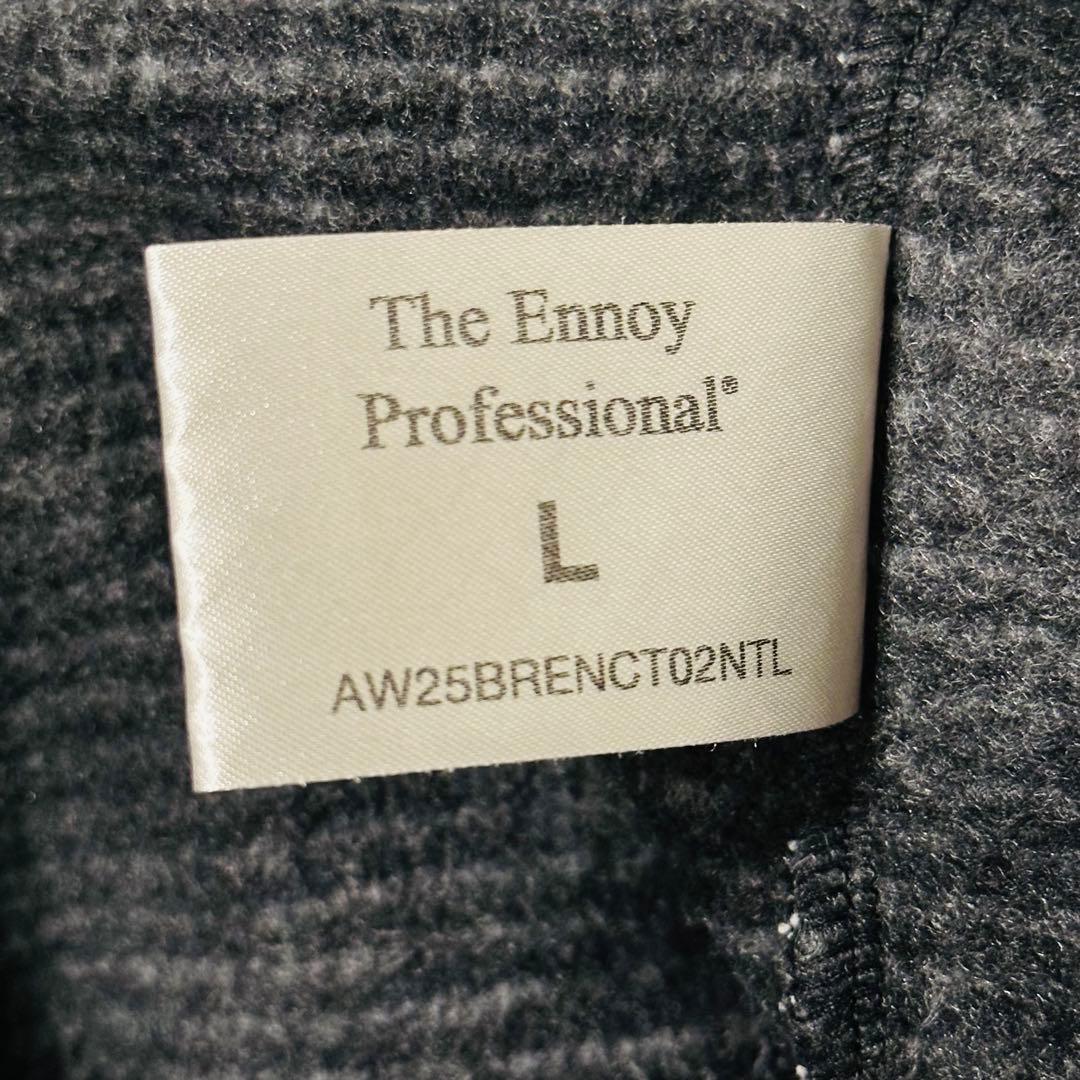 The Ennoy
Professional®
L
AW25BRENCT02NTL